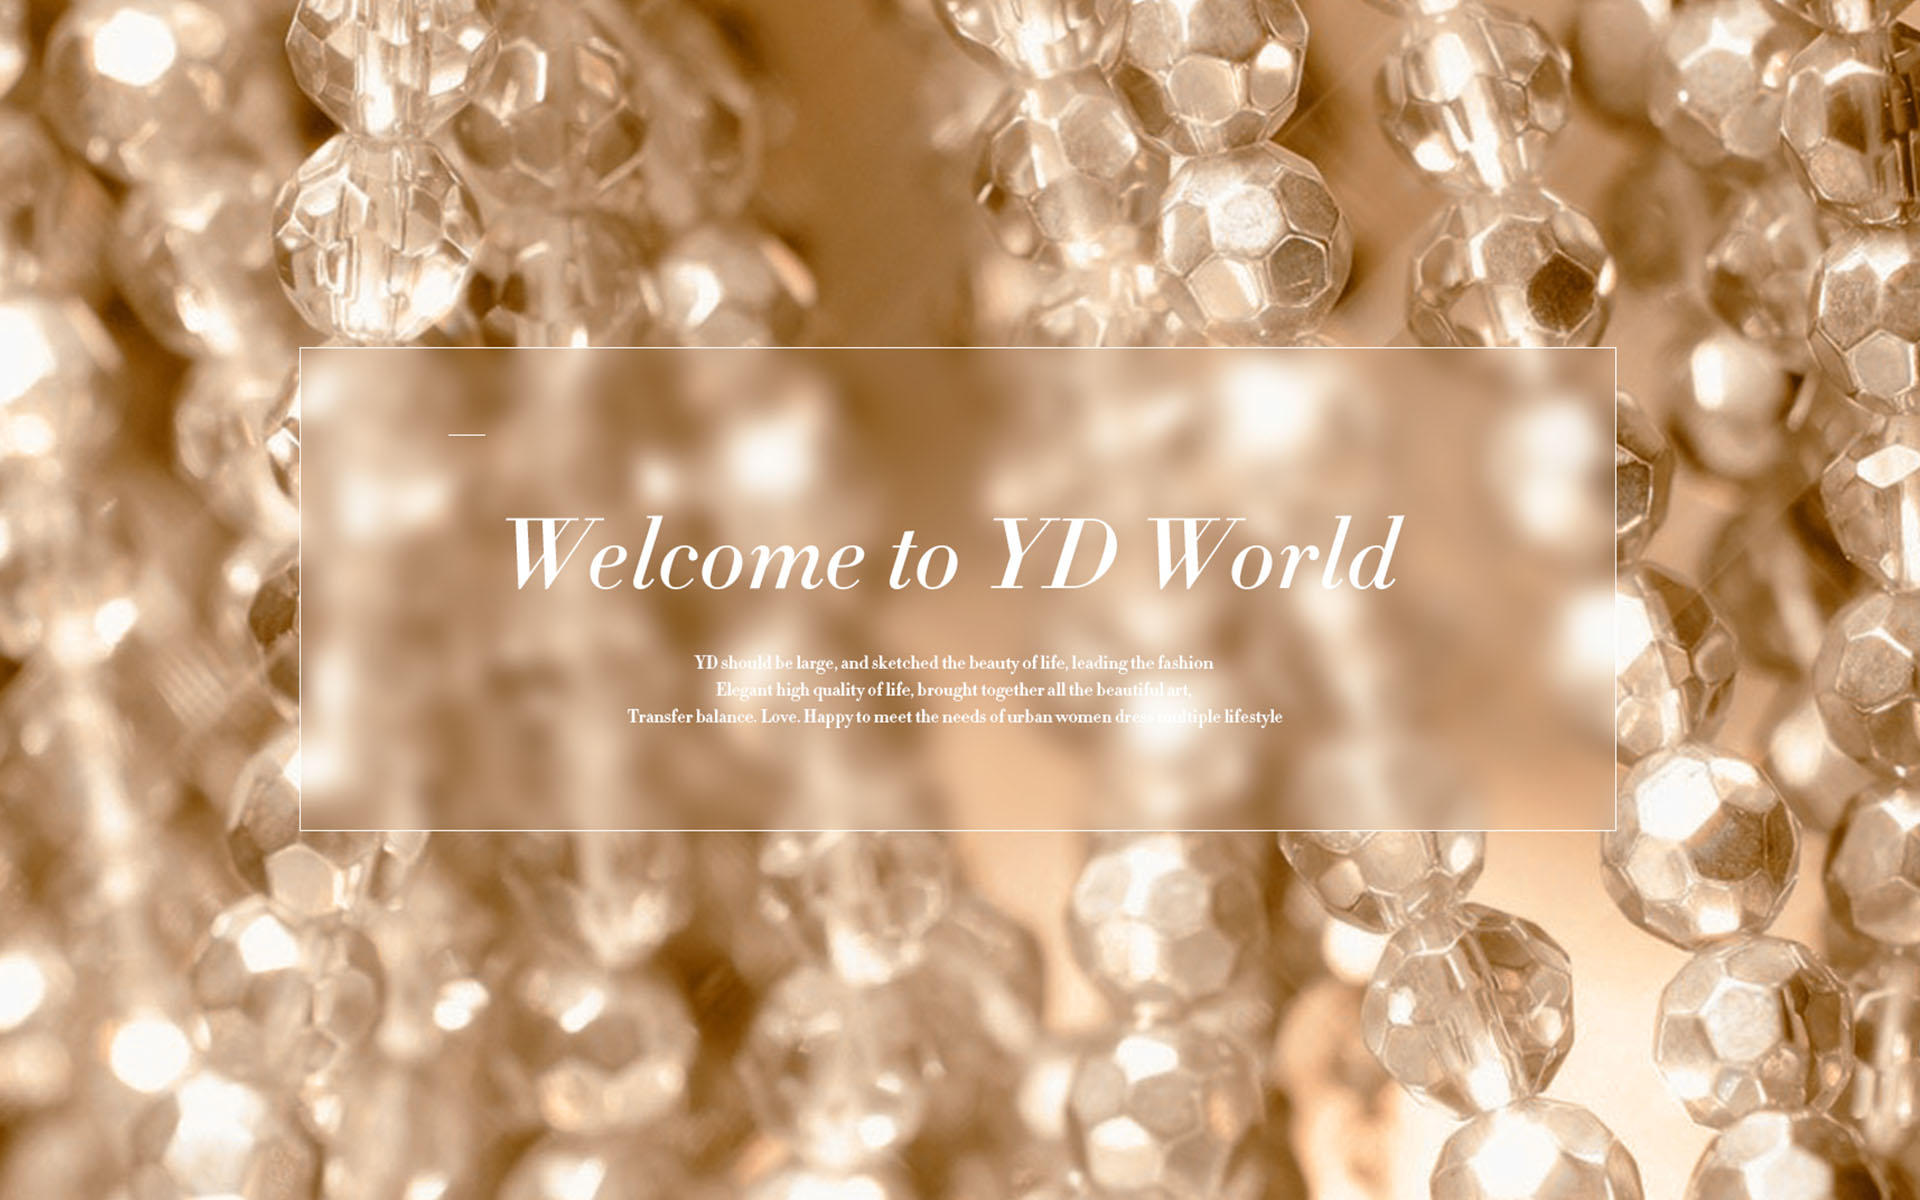 Welcome to YD World
YD should be large, and sketched the beauty of life, leading the fashion
Elegant high quality of life, brought together all the beautiful art,
Transfer balance. Love. Happy to meet the needs of urban women dress multiple lifestyle